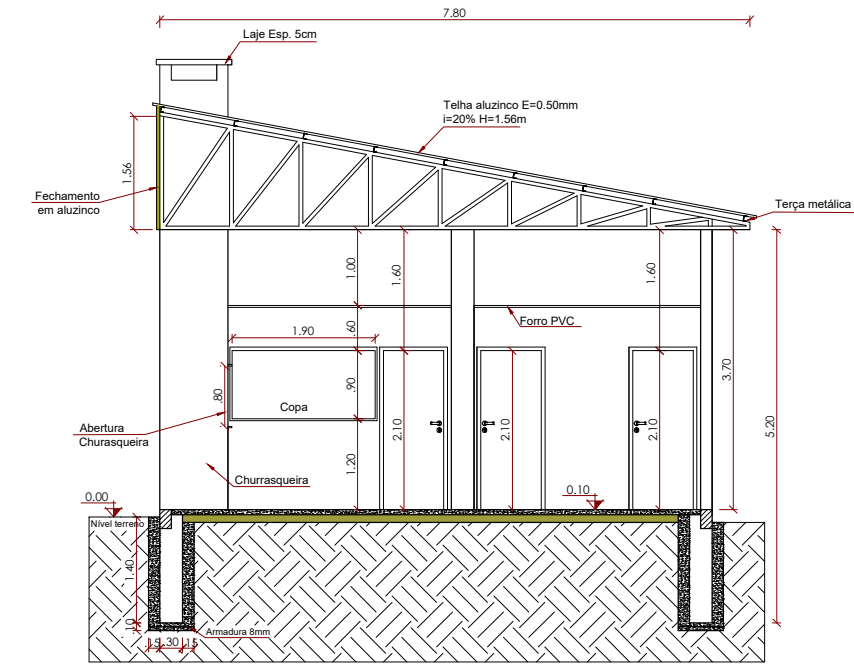 7.80
Laje Esp. 5cm
Telha aluzinco E=0.50mm
i=20% H=1.56m
1.56
Fechamento
em aluzinco
Terça metálica
1.00
1.60
1.60
Forro PVC
.60
1.90
.80
.90
Copa
3.70
5.20
Abertura
Churasqueira
2.10
2.10
2.10
1.20
Churrasqueira
0.00
0.10
Nível terreno
1.40
.10
Armadura 8mm
.15
.30
.15